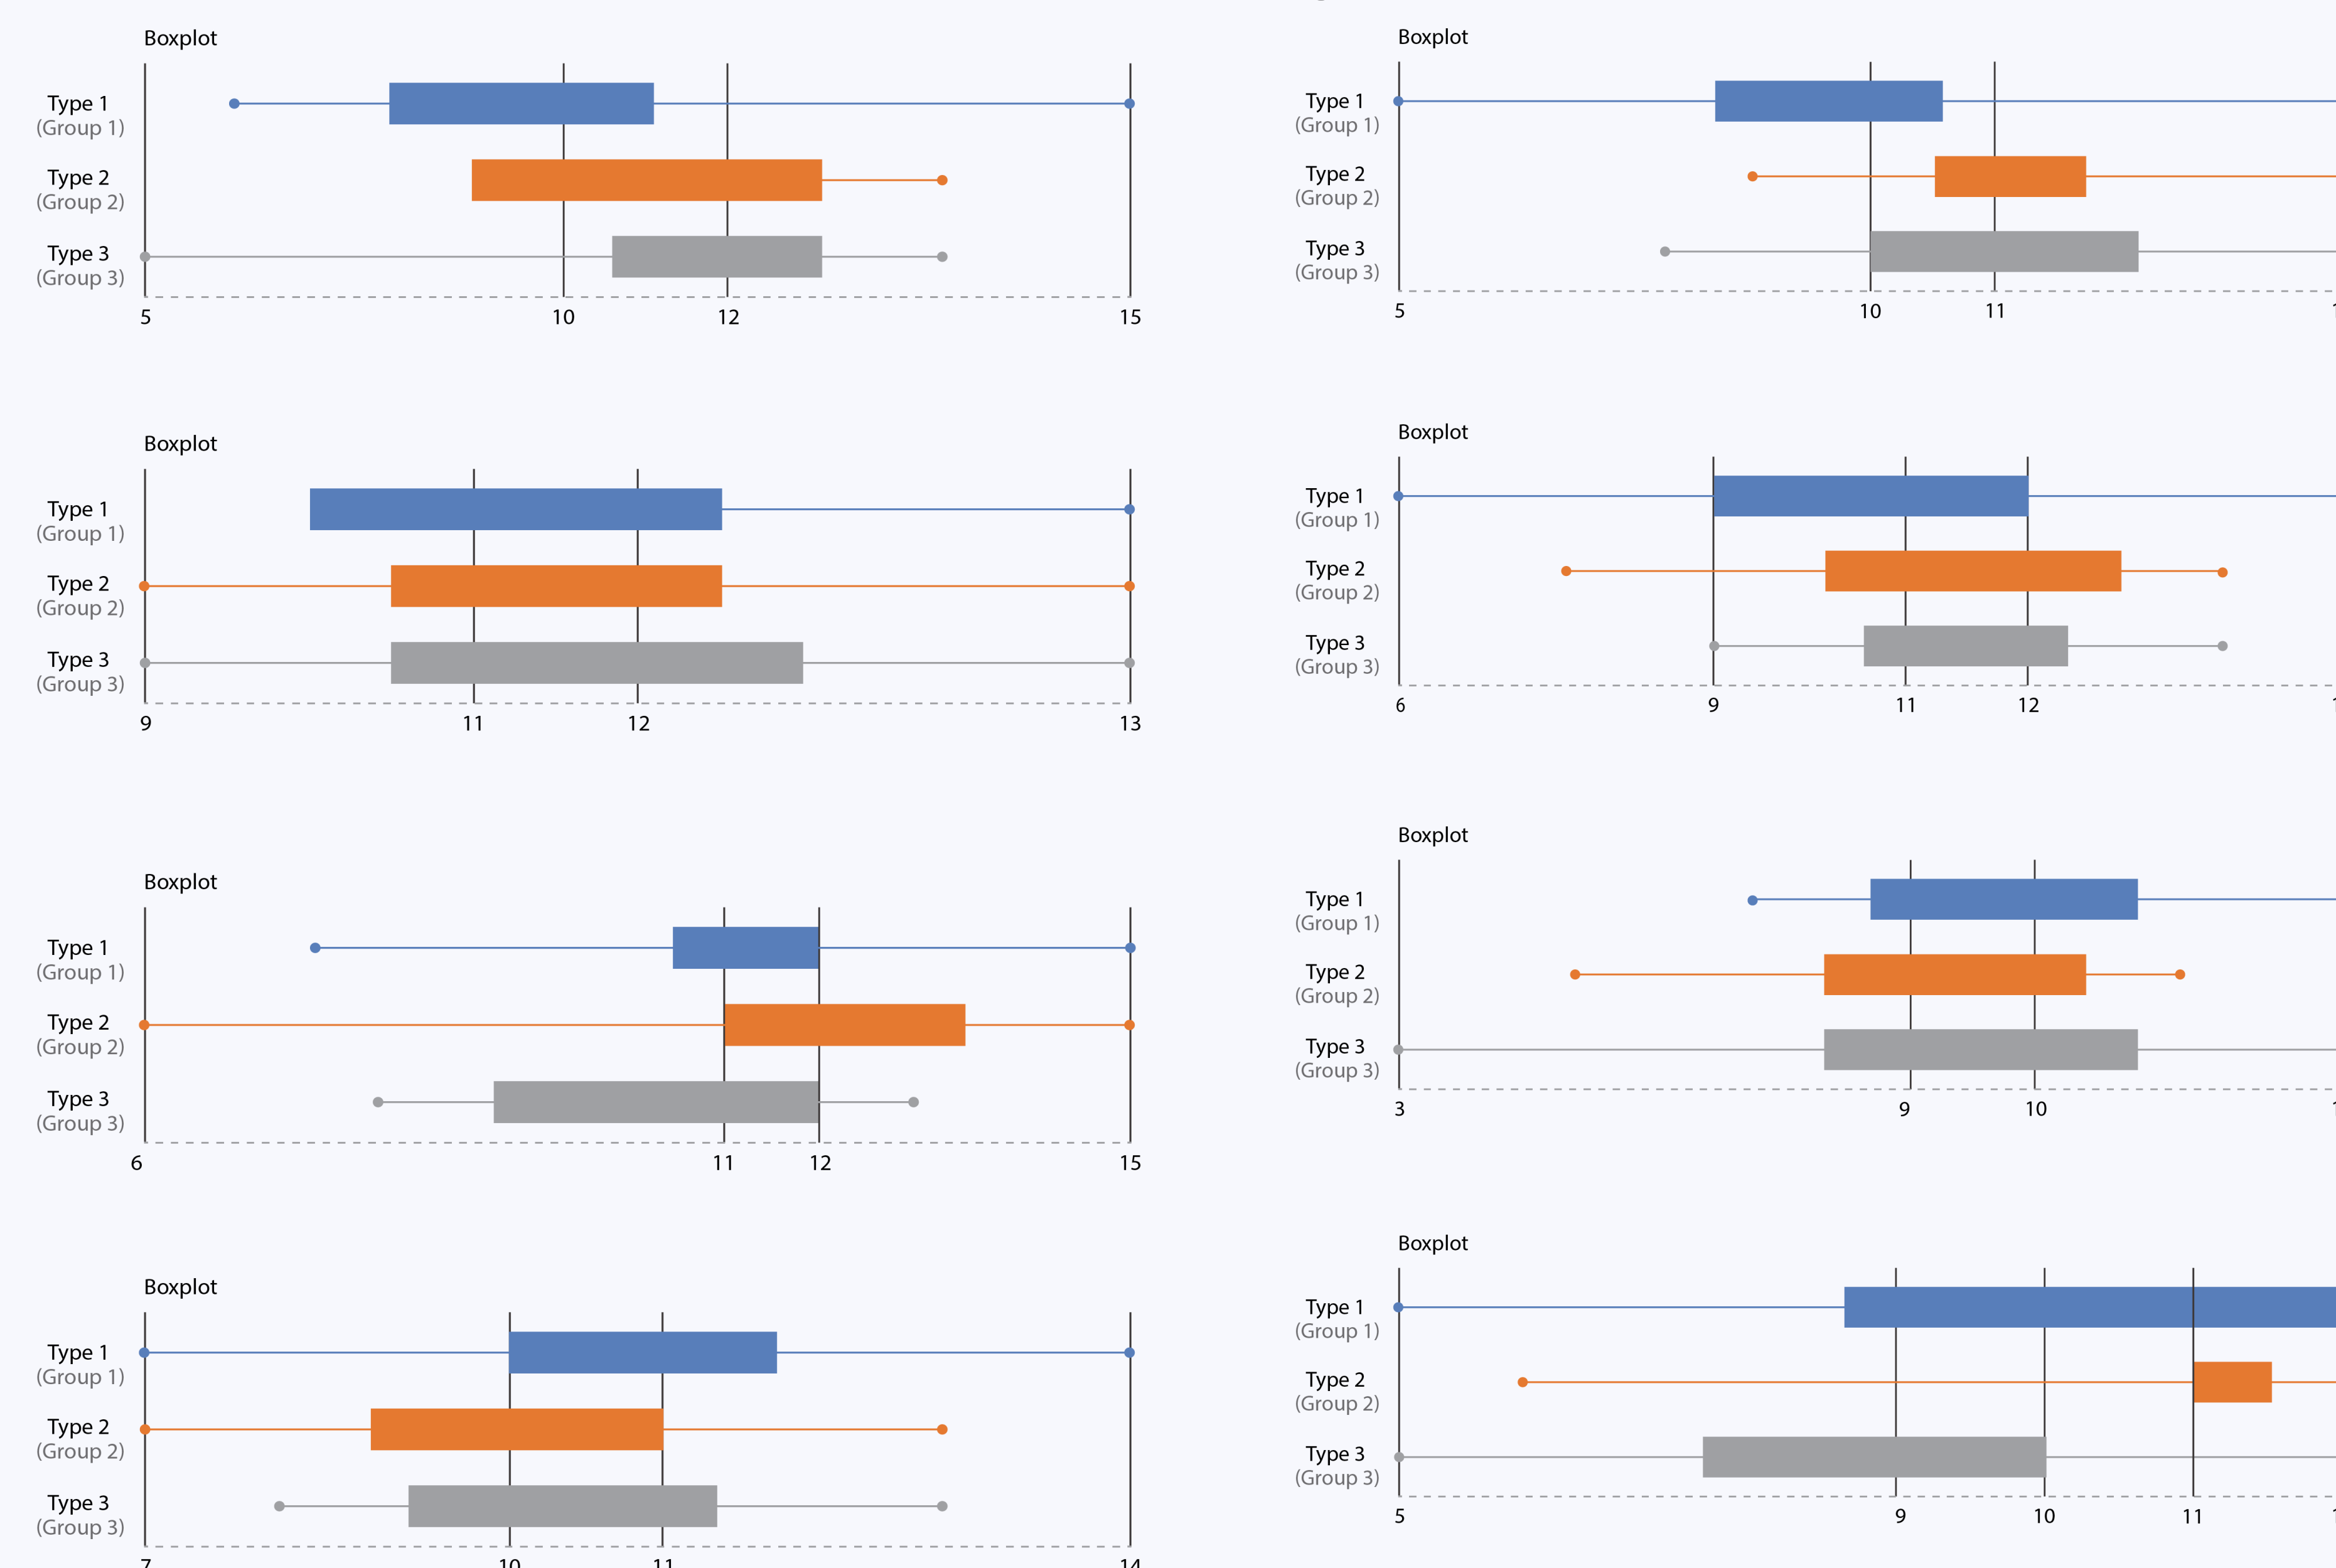 Boxplot
Type 1
(Group 1)
Type 2
(Group 2)
Type 3
(Group 3)
5 10 12 15
Boxplot
Type 1
(Group 1)
Type 2
(Group 2)
Type 3
(Group 3)
5 10 11
Boxplot
Type 1
(Group 1)
Type 2
(Group 2)
Type 3
(Group 3)
9 11 12 13
Boxplot
Type 1
(Group 1)
Type 2
(Group 2)
Type 3
(Group 3)
6 9 11 12
Boxplot
Type 1
(Group 1)
Type 2
(Group 2)
Type 3
(Group 3)
6 11 12 15
Boxplot
Type 1
(Group 1)
Type 2
(Group 2)
Type 3
(Group 3)
3 9 10
Boxplot
Type 1
(Group 1)
Type 2
(Group 2)
Type 3
(Group 3)
7 10 11 14
Boxplot
Type 1
(Group 1)
Type 2
(Group 2)
Type 3
(Group 3)
5 9 10 11